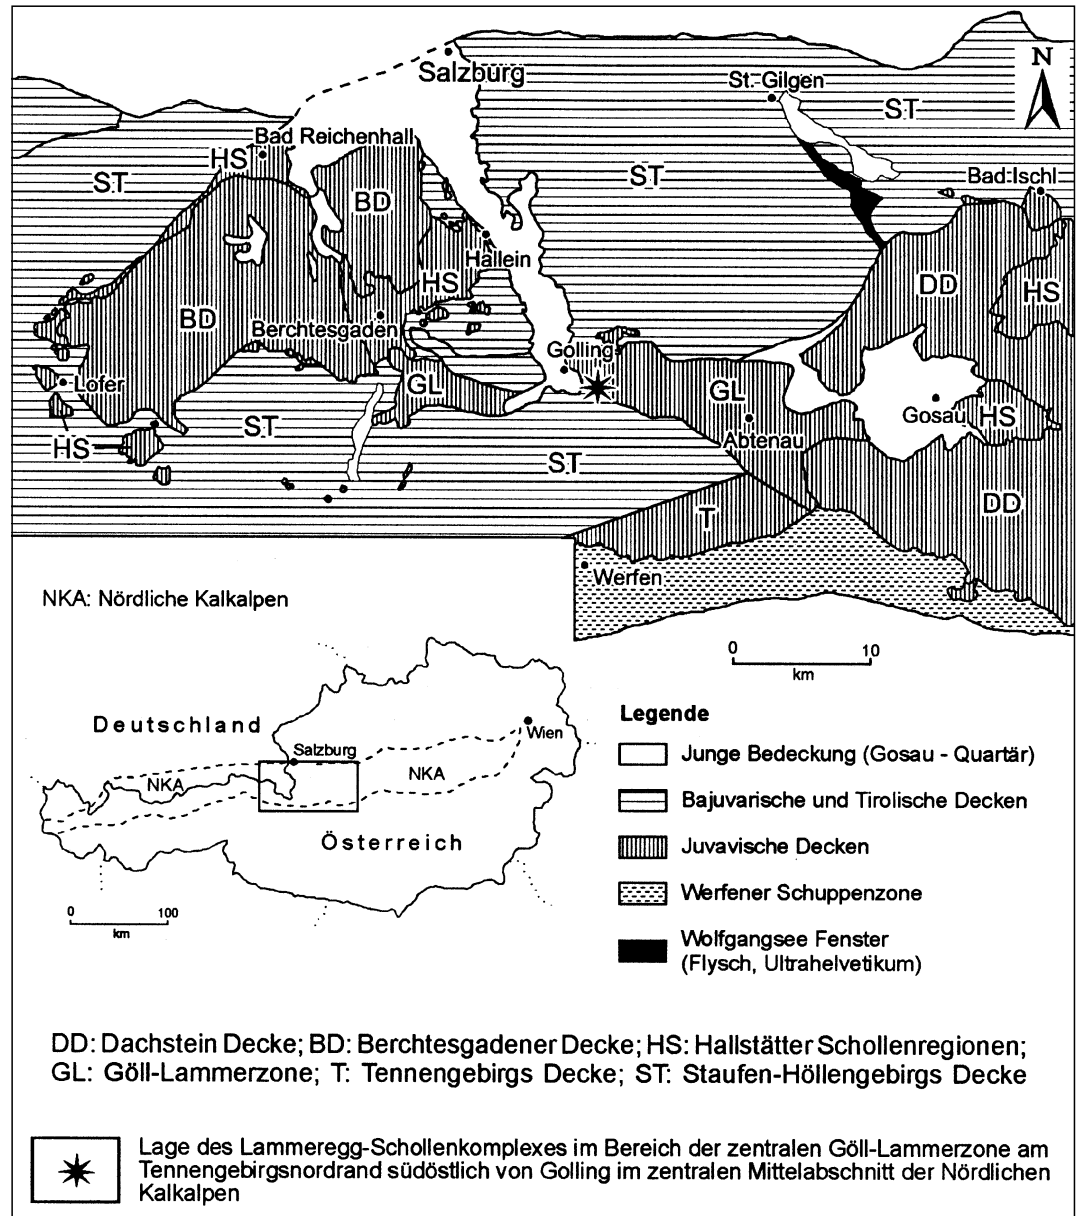 N
Salzburg
St. Gilgen
ST
Bad Reichenhall
HS
ST
ST
Bad Ischl
BD
Hallein
HS
DD
HS
BD
Berchtesgaden
Golling
Lofer
GL
GL
Gosau
HS
HS
ST
Abtenau
ST
DD
T
Werfen
NKA: Nördliche Kalkalpen
0 10
km
Deutschland
Salzburg
Wien
NKA
NKA
Österreich
0 100
km
Legende
Junge Bedeckung (Gosau - Quartär)
Bajuvarische und Tirolische Decken
Juvavische Decken
Werfener Schuppenzone
Wolfgangsee Fenster
(Flysch, Ultrahelvetikum)
DD: Dachstein Decke; BD: Berchtesgadener Decke; HS: Hallstätter Schollenregionen;
GL: Göll-Lammerzone; T: Tennengebirgs Decke; ST: Staufen-Höllengebirgs Decke
Lage des Lammeregg-Schollenkomplexes im Bereich der zentralen Göll-Lammerzone am
Tennengebirgsnordrand südöstlich von Golling im zentralen Mittelabschnitt der Nördlichen
Kalkalpen